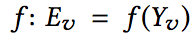 f: E_v = f(Y_v)